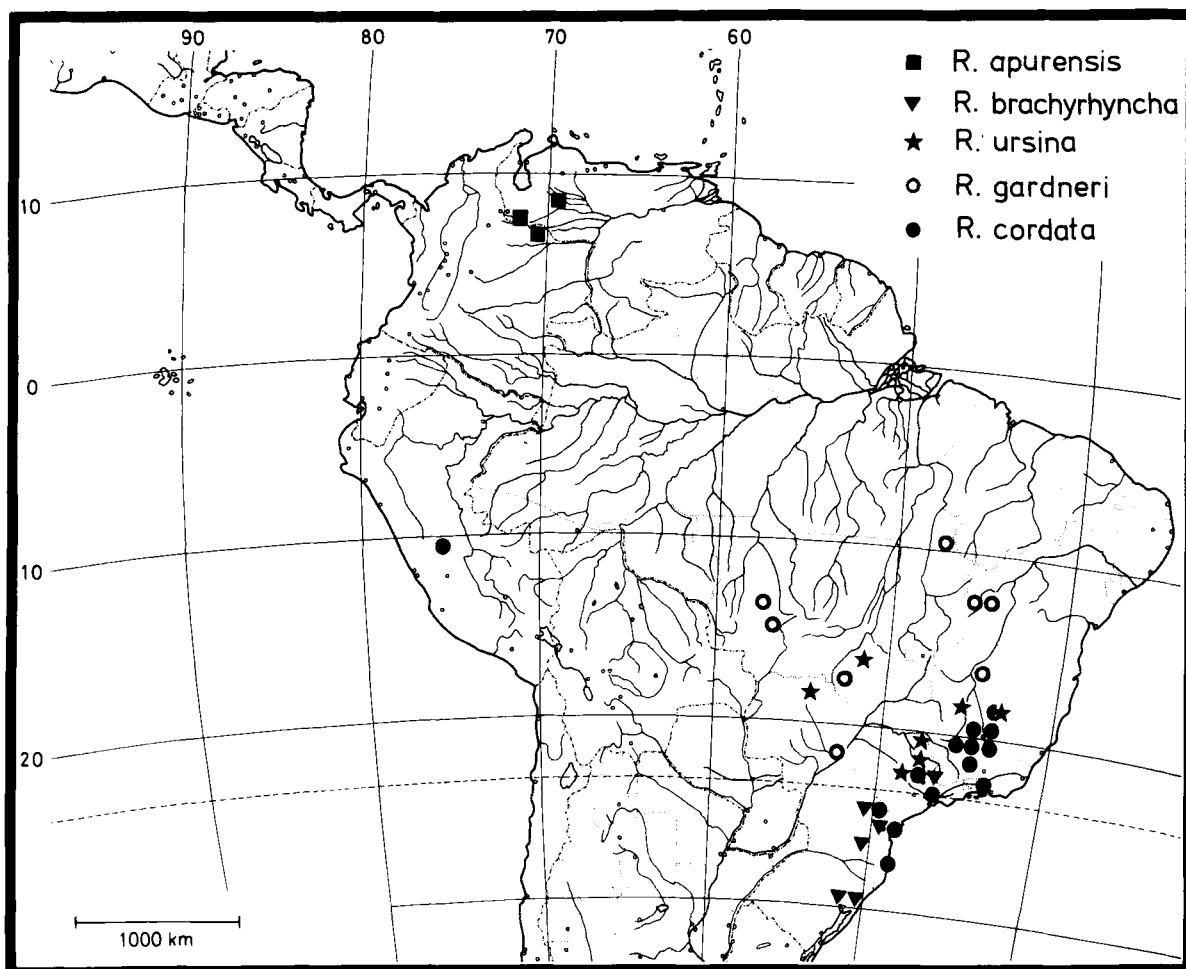 90 80 70 60
R. apurensis
R. brachyrhyncha
R. ursina
R. gardneri
R. cordata
10
0
10
20
1000 km